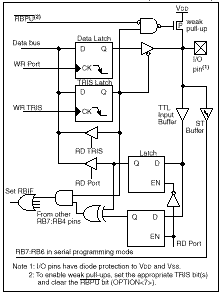 VDD
RBPU(2)
weak
pull-up
P
Data Latch
Data bus
D Q
I/O
pin(1)
WR Port
CK
TRIS Latch
D Q
WR TRIS
CK
TTL
Input
Buffer
ST
Buffer
RD TRIS
Latch
Q D
RD Port
EN
Set RBIF
From other
RB7:RB4 pins
Q D
EN
RD Port
RB7:RB6 in serial programming mode
Note 1: I/O pins have diode protection to VDD and VSS.
2: To enable weak pull-ups, set the appropriate TRIS bit(s)
and clear the RBPU bit (OPTION<7>).